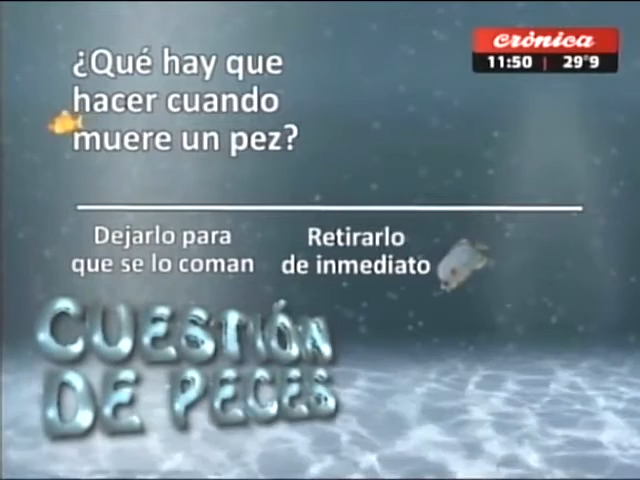 ¿Qué hay que
hacer cuando
muere un pez?
crónica
11:50 | 29°9
Dejarlo para
que se lo coman
Retirarlo
de inmediato
CUESTIÓN
DE PECES